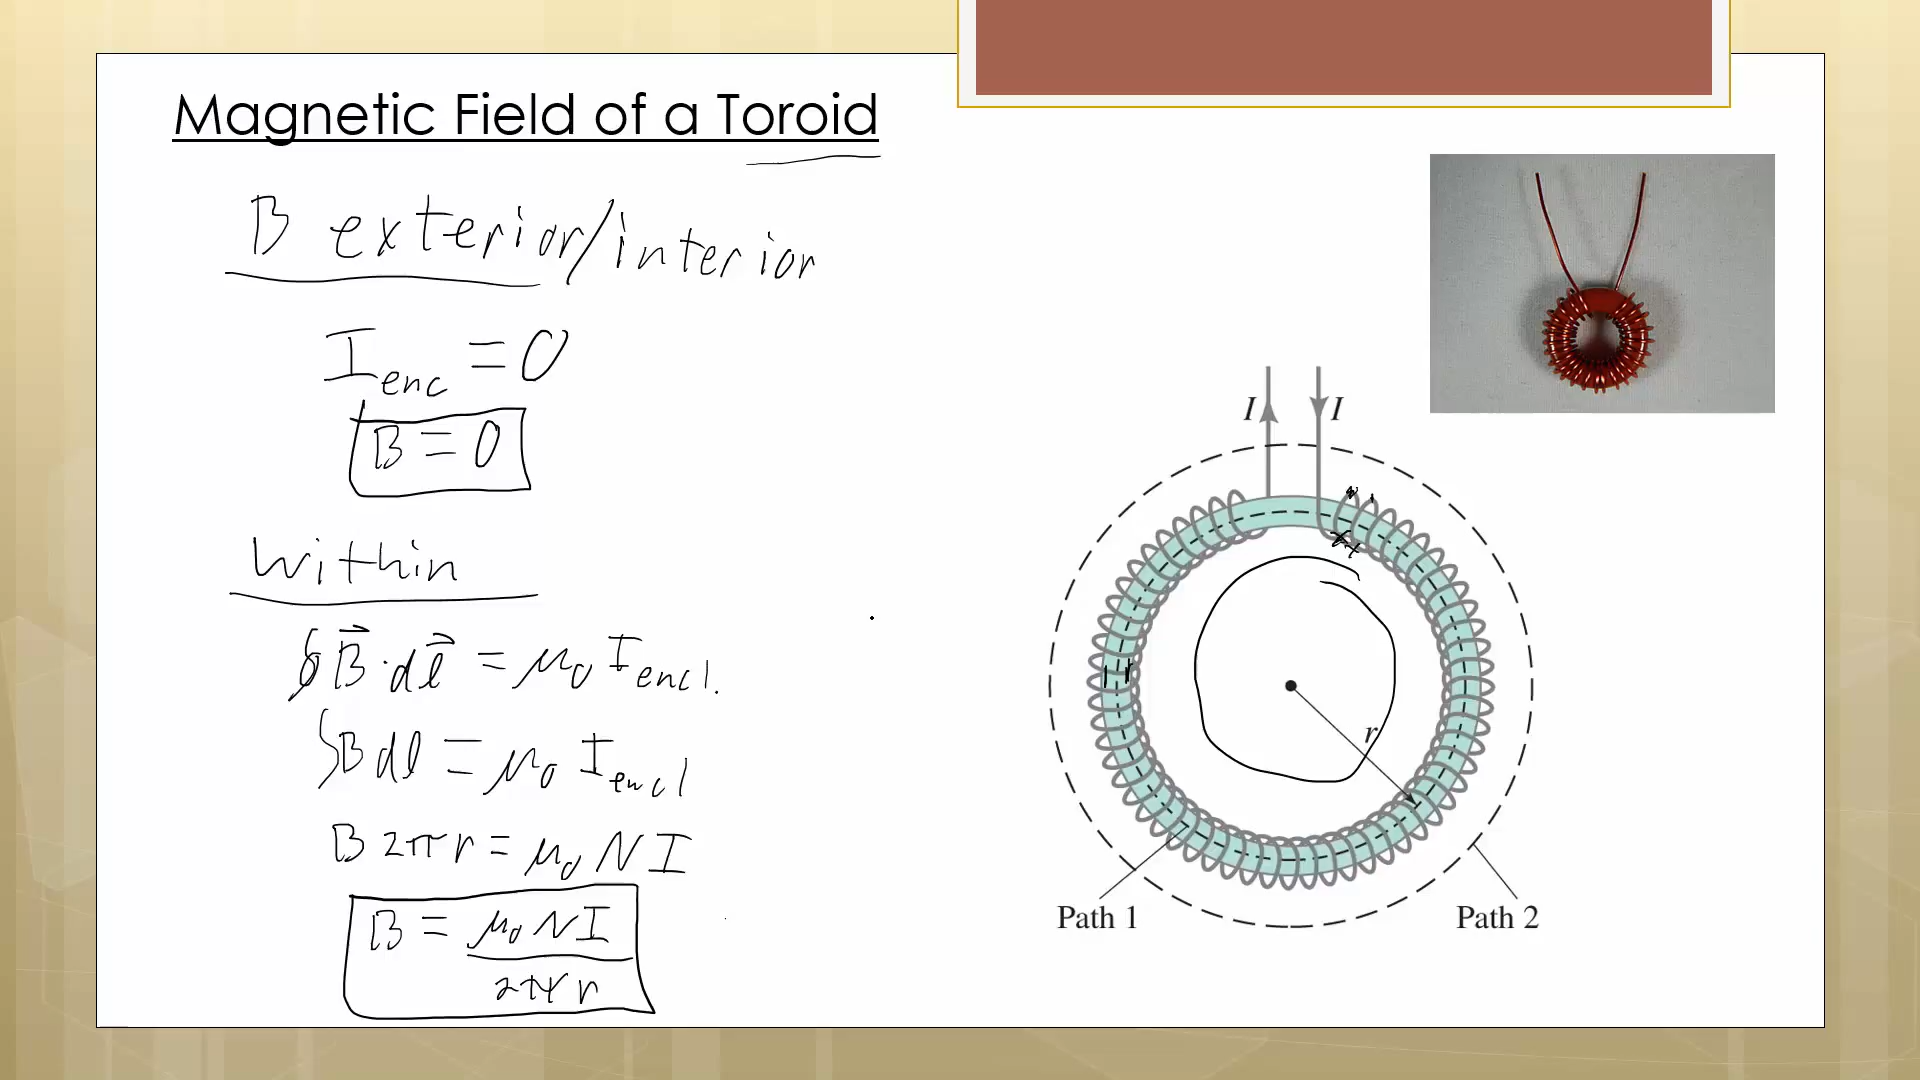 Magnetic Field of a Toroid
B exterior/interior
I_enc = 0
B = 0
Within
∮ B⃗ · dℓ⃗ = μ₀ I_encl.
∫ B dℓ = μ₀ I_encl
B 2πr = μ₀ N I
B = μ₀ N I / 2πr
I I
r
Path 1 Path 2